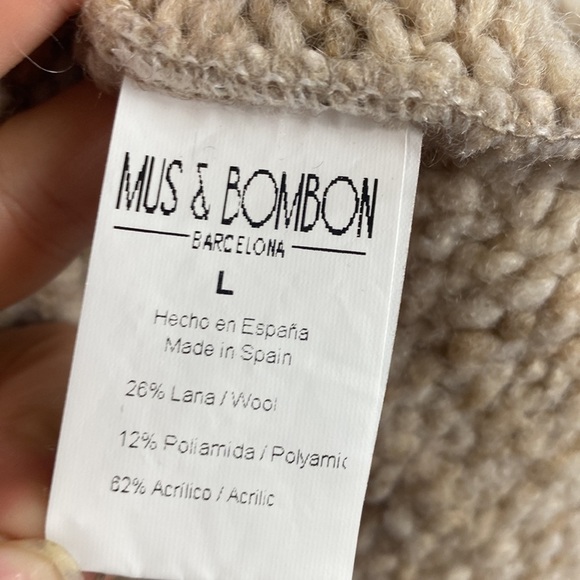 MUS & BOMBON
BARCELONA
L
Hecho en España
Made in Spain
26% Lana / Wool
12% Poliamida / Polyamic
62% Acrílico / Acrilic